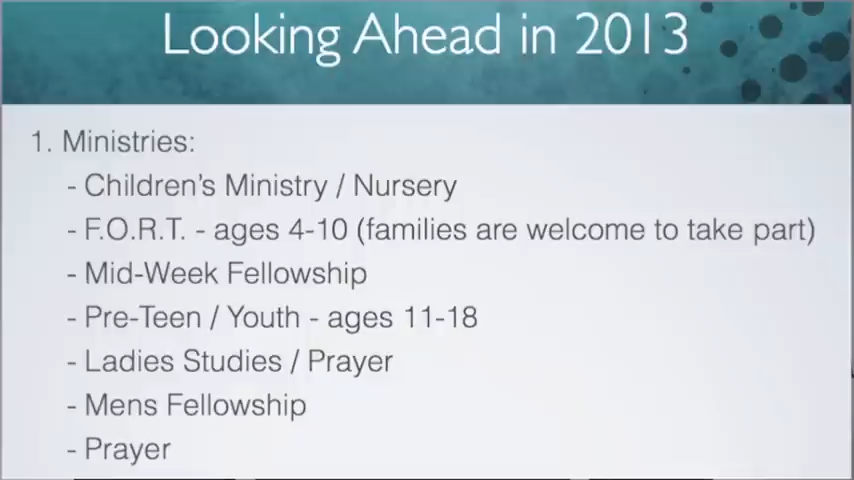 Looking Ahead in 2013
1. Ministries:
- Children's Ministry / Nursery
- F.O.R.T. - ages 4-10 (families are welcome to take part)
- Mid-Week Fellowship
- Pre-Teen / Youth - ages 11-18
- Ladies Studies / Prayer
- Mens Fellowship
- Prayer